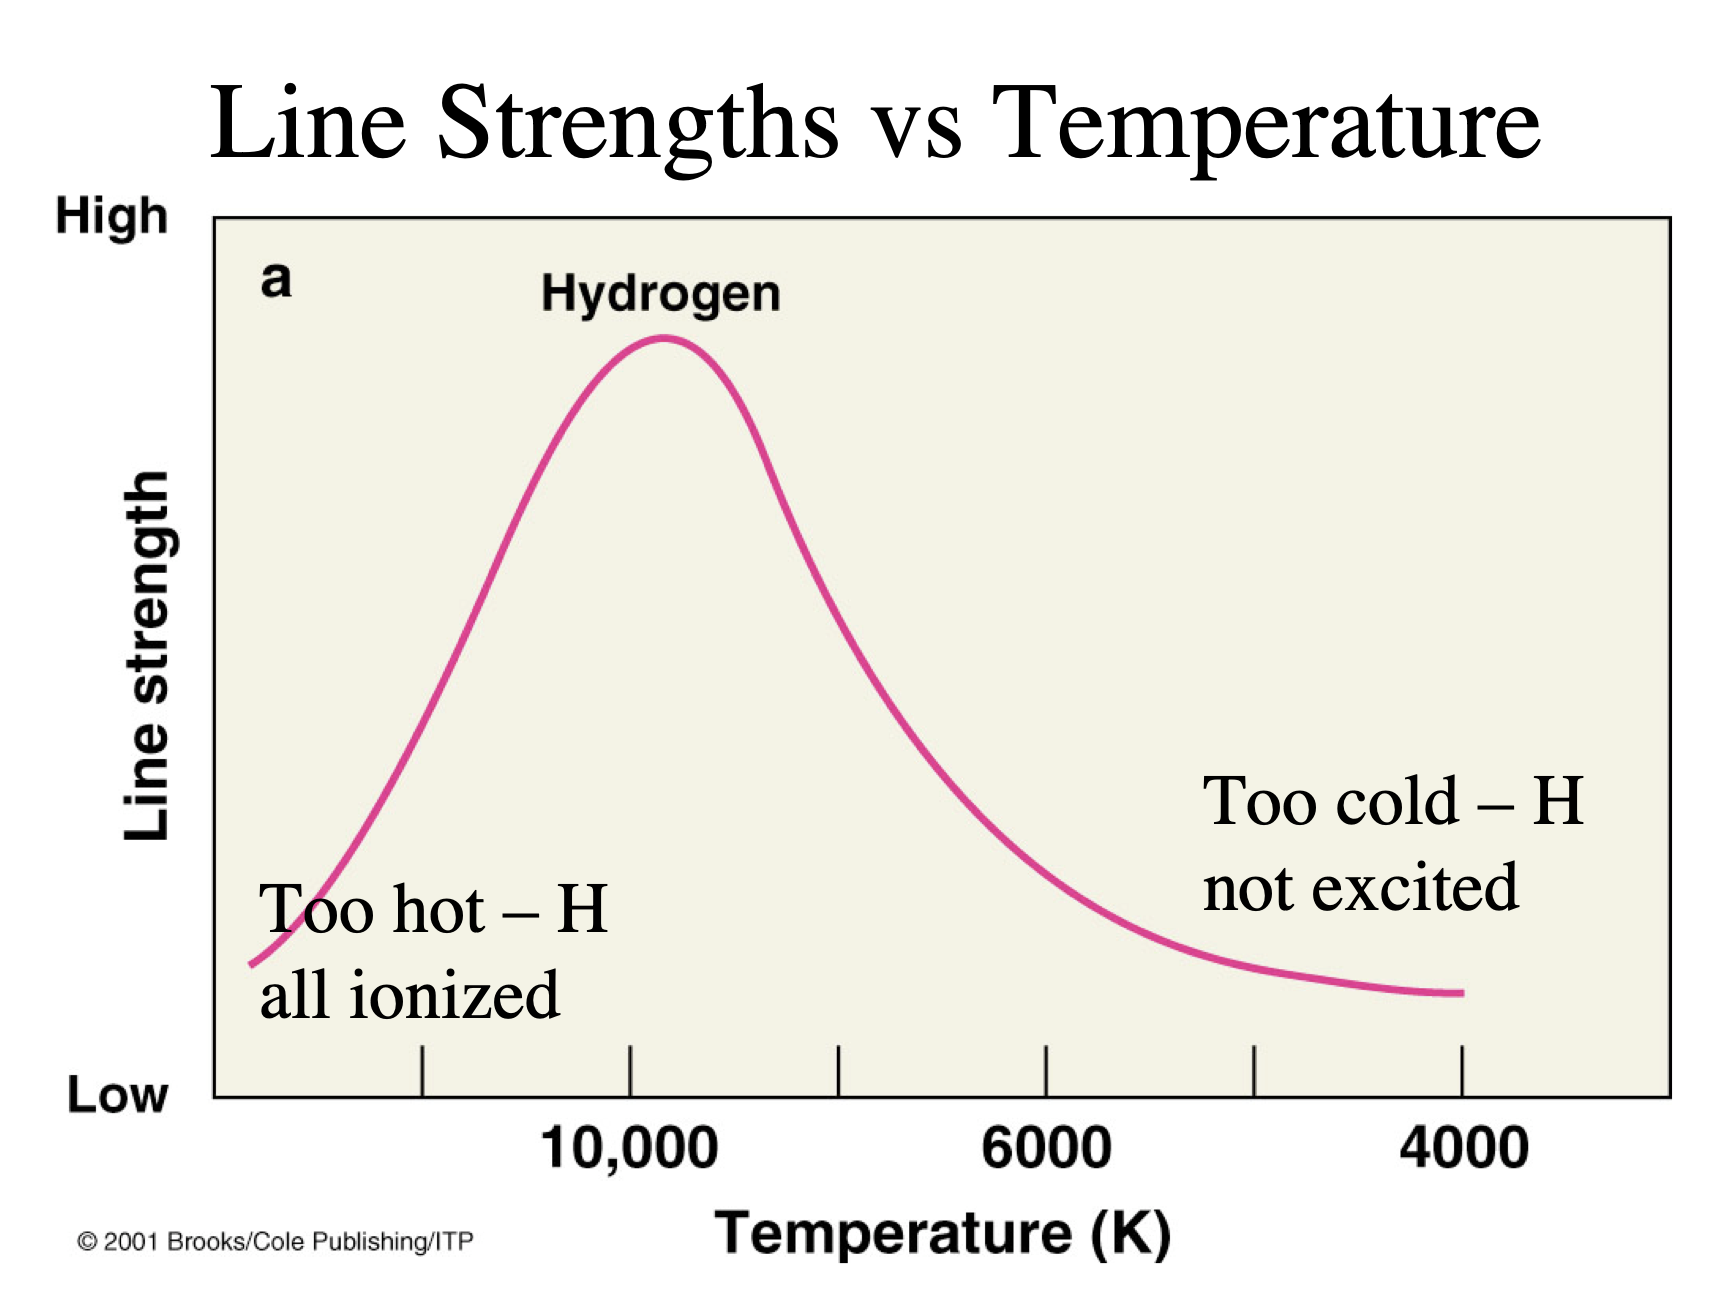 Line Strengths vs Temperature
High
a
Hydrogen
Line strength
Too cold – H
not excited
Too hot – H
all ionized
Low
10,000 6000 4000
Temperature (K)
© 2001 Brooks/Cole Publishing/ITP